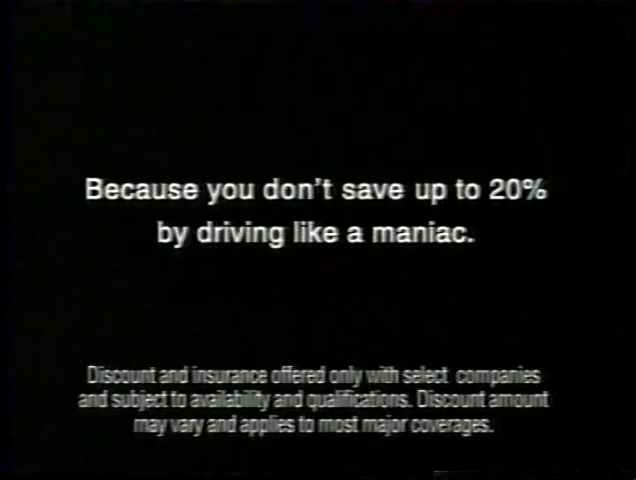 Because you don't save up to 20%
by driving like a maniac.
Discount and insurance offered only with select companies
and subject to availability and qualifications. Discount amount
may vary and applies to most major coverages.